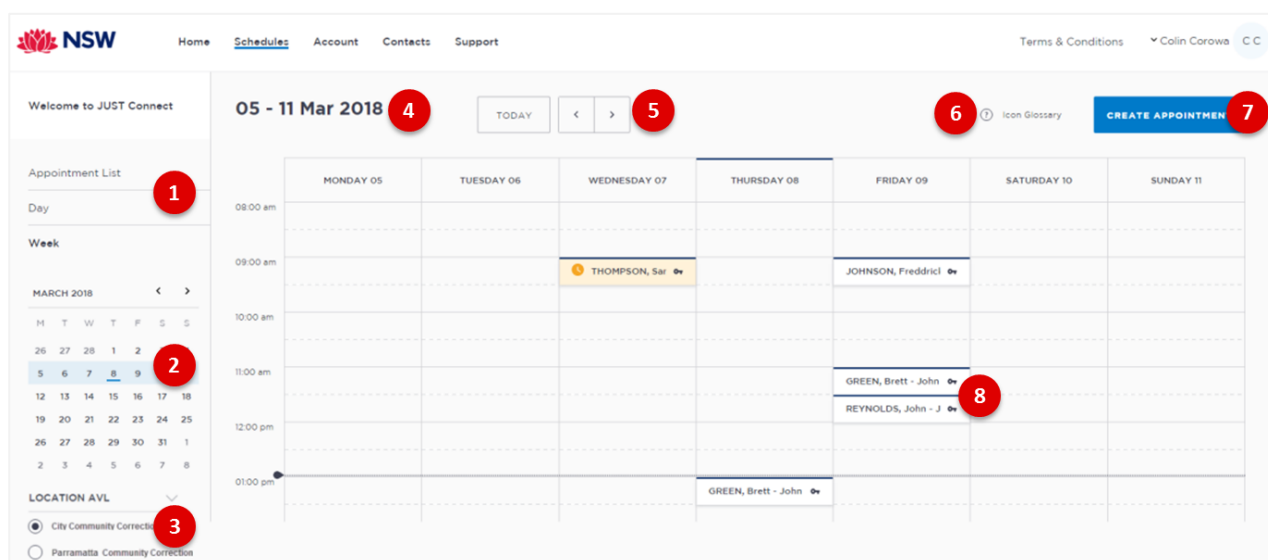 NSW Home Schedules Account Contacts Support Terms & Conditions Colin Corowa CC
Welcome to JUST Connect
05 - 11 Mar 2018 4 TODAY < > 5 6 ? Icon Glossary CREATE APPOINTMEN 7
Appointment List
1
Day
Week
MARCH 2018 < >
M T W T F S S
26 27 28 1 2
5 6 7 8 9 2
12 13 14 15 16 17 18
19 20 21 22 23 24 25
26 27 28 29 30 31 1
2 3 4 5 6 7 8
LOCATION AVL
City Community 3
Parramatta Community Correction
MONDAY 05 TUESDAY 06 WEDNESDAY 07 THURSDAY 08 FRIDAY 09 SATURDAY 10 SUNDAY 11
08:00 am
09:00 am
THOMPSON, Sar JOHNSON, Freddricl
10:00 am
11:00 am
GREEN, Brett - John
8
REYNOLDS, John - J
12:00 pm
01:00 pm
GREEN, Brett - John